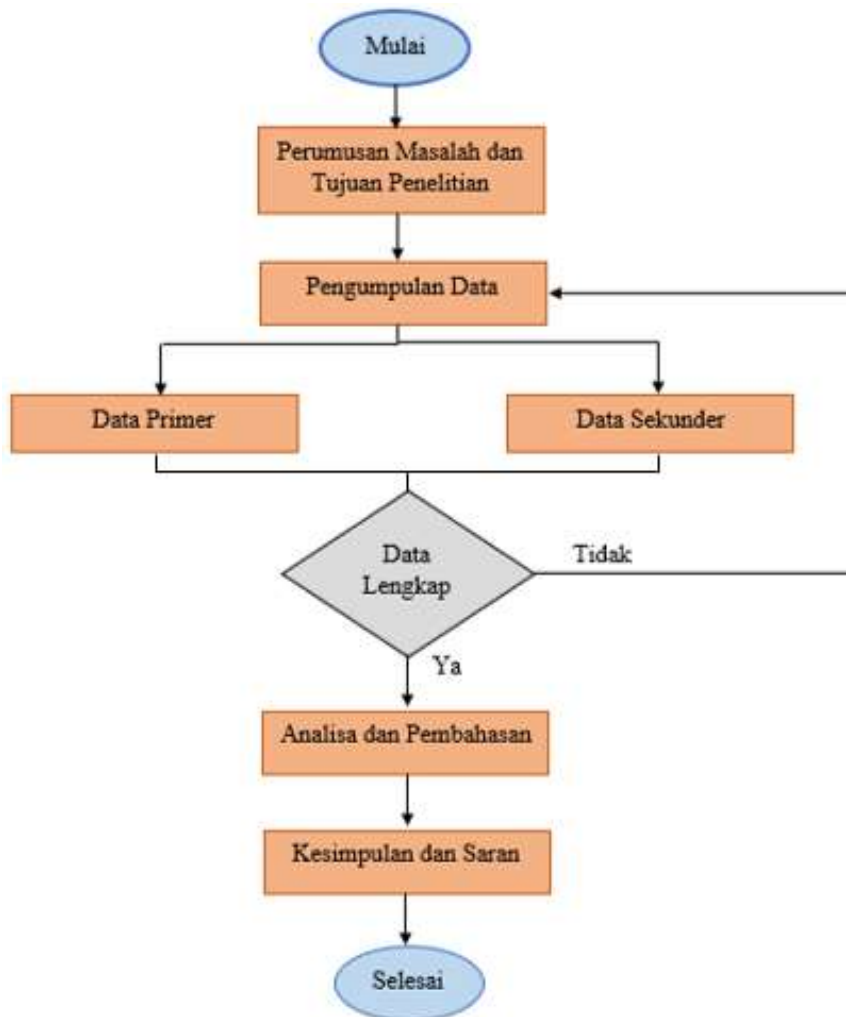 Mulai
Perumusan Masalah dan
Tujuan Penelitian
Pengumpulan Data
Data Primer
Data Sekunder
Data
Lengkap
Tidak
Ya
Analisa dan Pembahasan
Kesimpulan dan Saran
Selesai